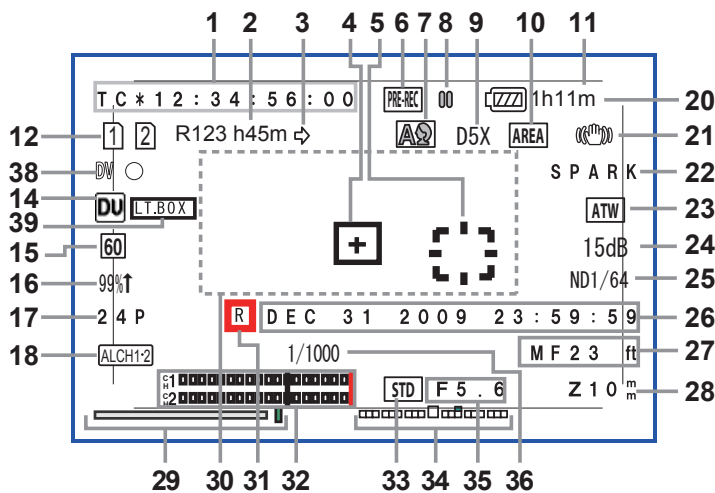 1 2 3 4 5 6 7 8 9 10 11
TC*12:34:56:00 PRE-REC 1h11m 20
12 1 2 R123 h45m D5X AREA 21
38 DV SPARK 22
14 DV LT.BOX ATW 23
39
15 60 + 15dB 24
16 99% ND1/64 25
17 24P R DEC 31 2009 23:59:59 26
18 ALCH1·2 1/1000 MF23 ft 27
CH1
CH2 STD F5.6 Z10 mm 28
29 30 31 32 33 34 35 36